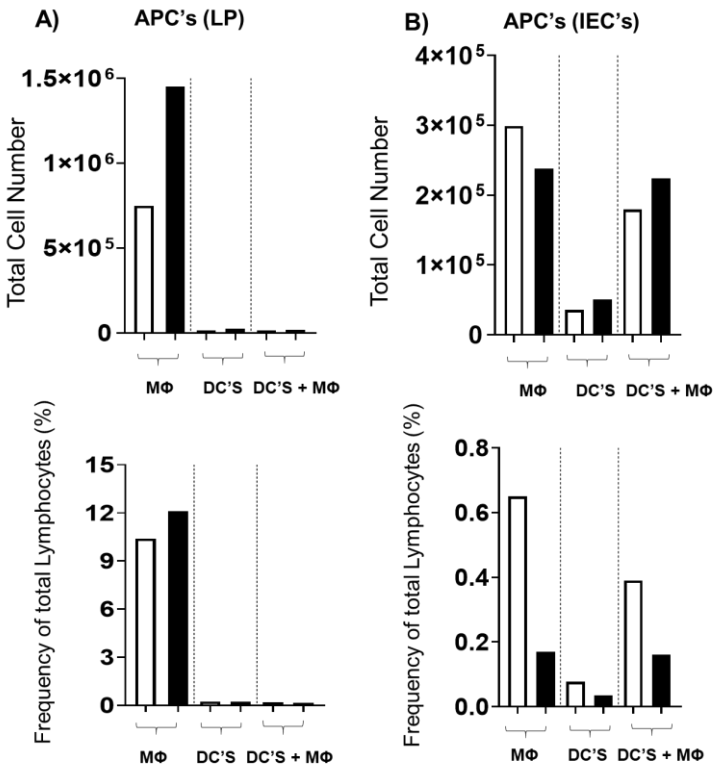 A)
APC's (LP)
Total Cell Number
1.5×10⁶
1×10⁶
5×10⁵
0
MΦ
DC'S
DC'S + MΦ
B)
APC's (IEC's)
Total Cell Number
4×10⁵
3×10⁵
2×10⁵
1×10⁵
0
MΦ
DC'S
DC'S + MΦ
Frequency of total Lymphocytes (%)
15
12
9
6
3
0
MΦ
DC'S
DC'S + MΦ
Frequency of total Lymphocytes (%)
0.8
0.6
0.4
0.2
0.0
MΦ
DC'S
DC'S + MΦ